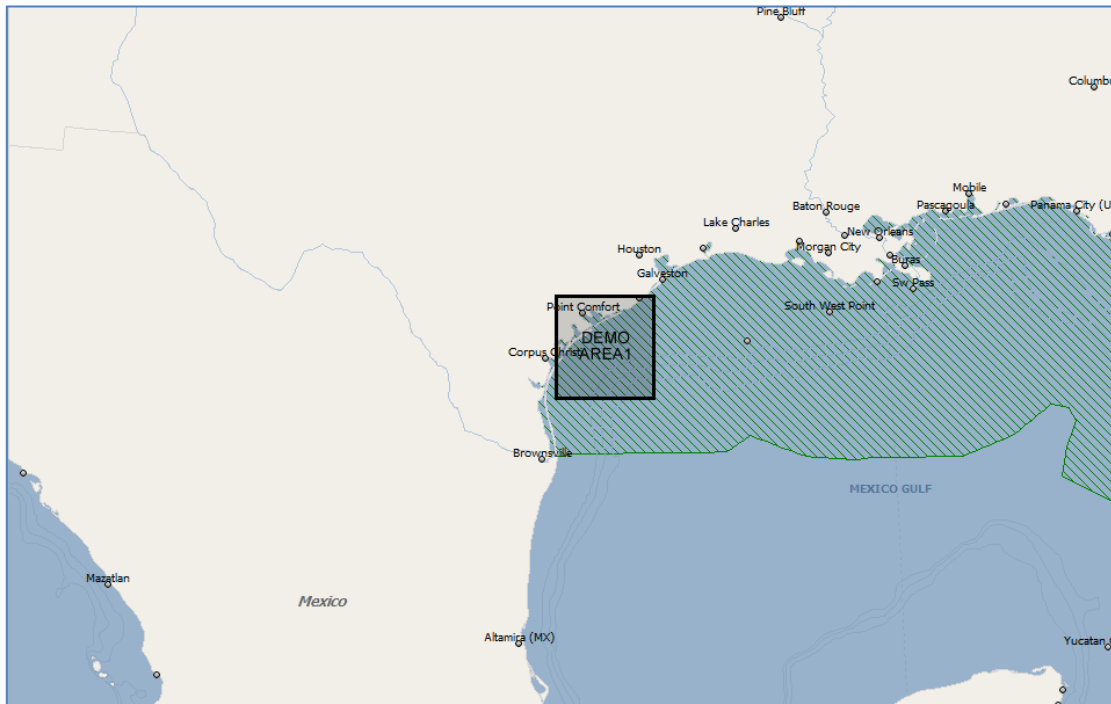 Pine Bluff
Columbu
Mobile
Baton Rouge
Pascagoula
Panama City (U
Lake Charles
New Orleans
Houston
Morgan City
Buras
Galveston
Sw Pass
Point Comfort
South West Point
DEMO
AREA1
Corpus Christi
Brownsville
MEXICO GULF
Mazatlan
Mexico
Altamira (MX)
Yucatan